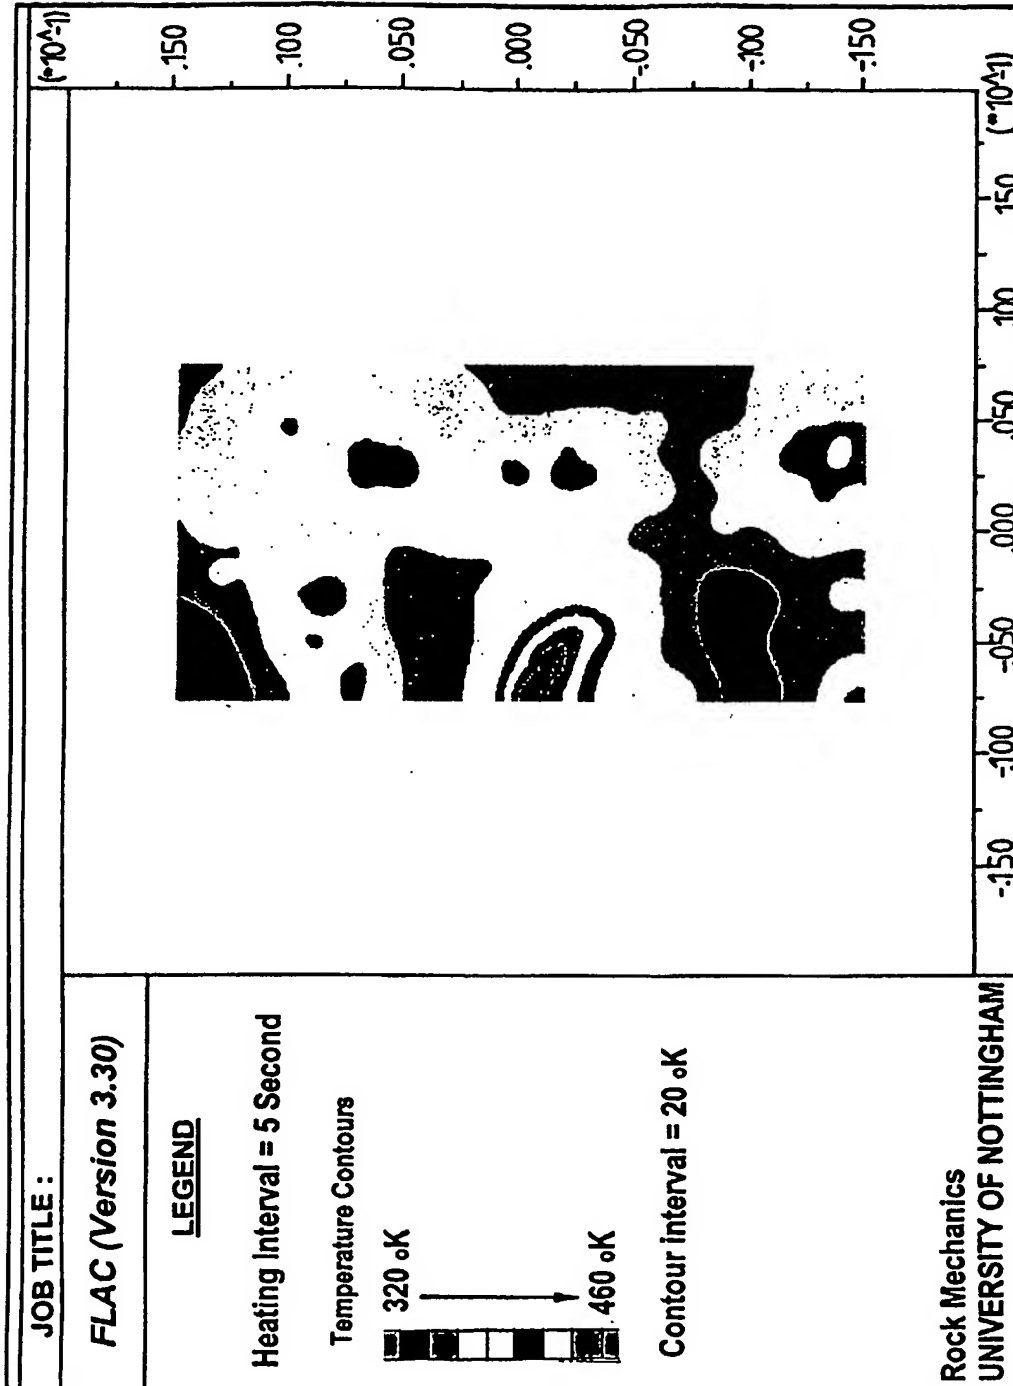 JOB TITLE :
FLAC (Version 3.30)
LEGEND
Heating Interval = 5 Second
Temperature Contours
320 oK
460 oK
Contour interval = 20 oK
Rock Mechanics
UNIVERSITY OF NOTTINGHAM
(*10^-1)
.150
.100
.050
.000
-.050
-.100
-.150
-.150
-.100
-.050
.000
.050
.100
.150
(*10^-1)